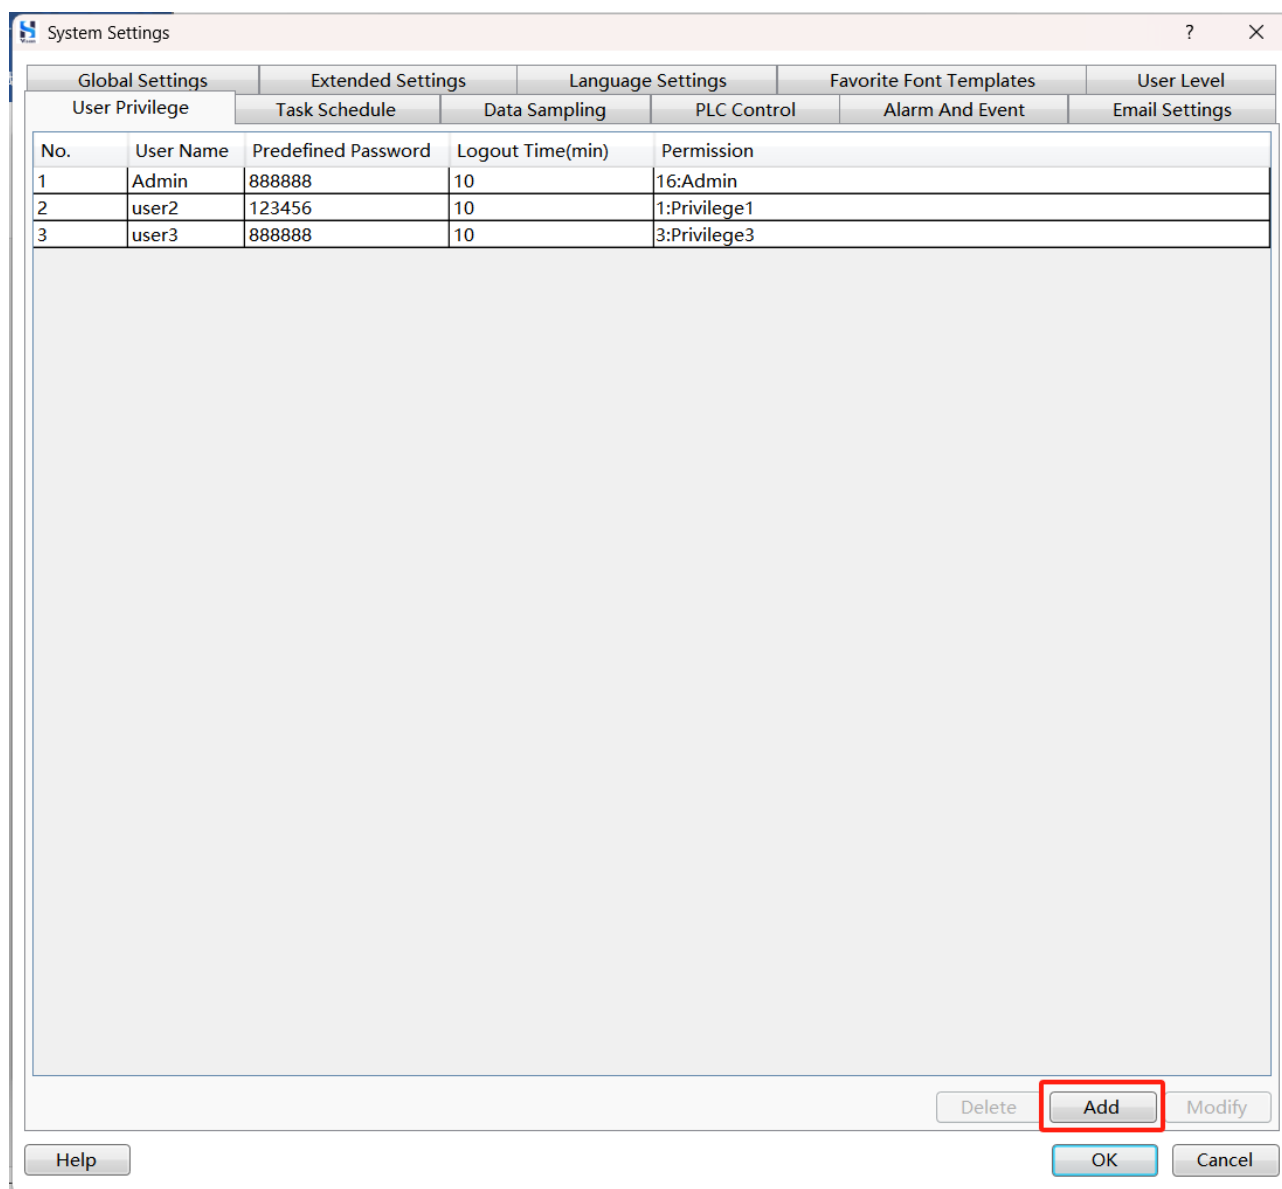 System Settings ? ×
Global Settings Extended Settings Language Settings Favorite Font Templates User Level
User Privilege Task Schedule Data Sampling PLC Control Alarm And Event Email Settings
No. User Name Predefined Password Logout Time(min) Permission
1 Admin 888888 10 16:Admin
2 user2 123456 10 1:Privilege1
3 user3 888888 10 3:Privilege3
Delete Add Modify
Help OK Cancel